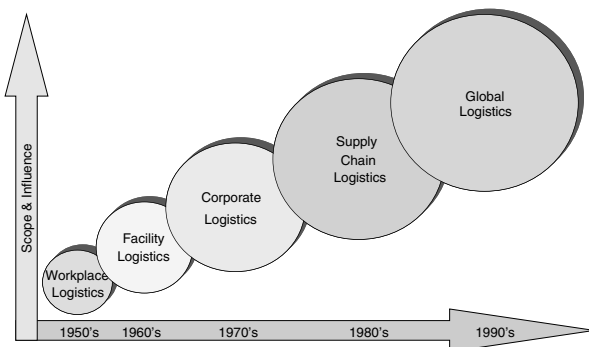 Global
Logistics
Supply
Chain
Logistics
Corporate
Logistics
Facility
Logistics
Workplace
Logistics
Scope & Influence
1950's 1960's 1970's 1980's 1990's